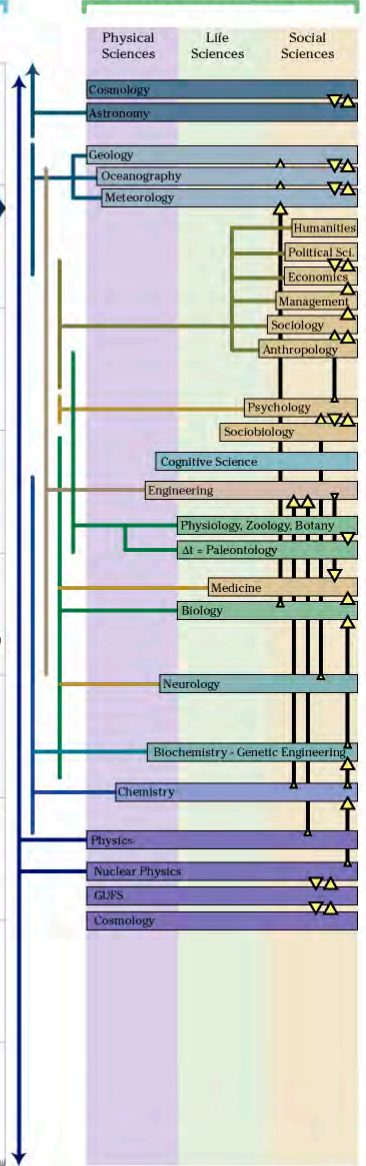 Physical Sciences
Life Sciences
Social Sciences
Cosmology
Astronomy
Geology
Oceanography
Meteorology
Humanities
Political Sci.
Economics
Management
Sociology
Anthropology
Psychology
Sociobiology
Cognitive Science
Engineering
Physiology, Zoology, Botany
Δt = Paleontology
Medicine
Biology
Neurology
Biochemistry - Genetic Engineering
Chemistry
Physics
Nuclear Physics
GUFS
Cosmology